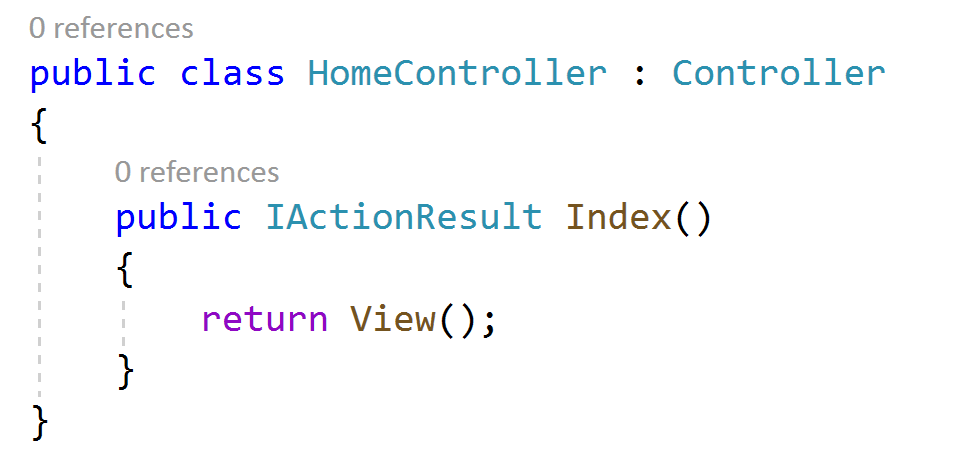 0 references
public class HomeController : Controller
{
0 references
public IActionResult Index()
{
return View();
}
}